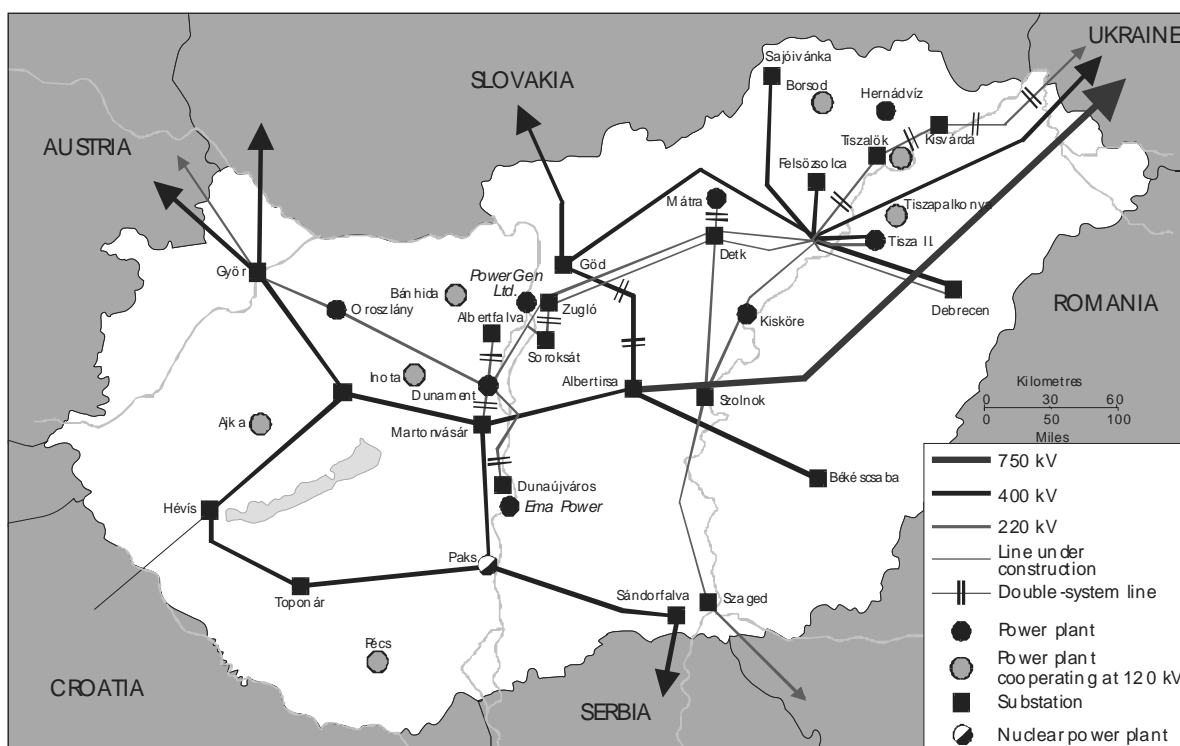 UKRAINE
Sajóivánka
SLOVAKIA
Borsod
Hernádvíz
AUSTRIA
Kisvárda
Tiszalök
Felsözsolca
Mátra
Tiszapalkonya
Tisza II.
Györ
Göd
Detk
PowerGen
Ltd.
Bánhida
Oroszlány
Zugló
Debrecen
ROMANIA
Albertfalva
Kisköre
Soroksát
Inota
Albertirsa
Dunament
Kilometres
0 30 60
0 50 100
Miles
Szolnok
Ajka
Martonvásár
750 kV
Békéscsaba
400 kV
Dunaújváros
Hévís
Ema Power
220 kV
Line under
construction
Paks
Double-system line
Toponár
Sándorfalva
Szaged
Power plant
Pécs
Power plant
cooperating at 120 kV
CROATIA
Substation
SERBIA
Nuclear power plant